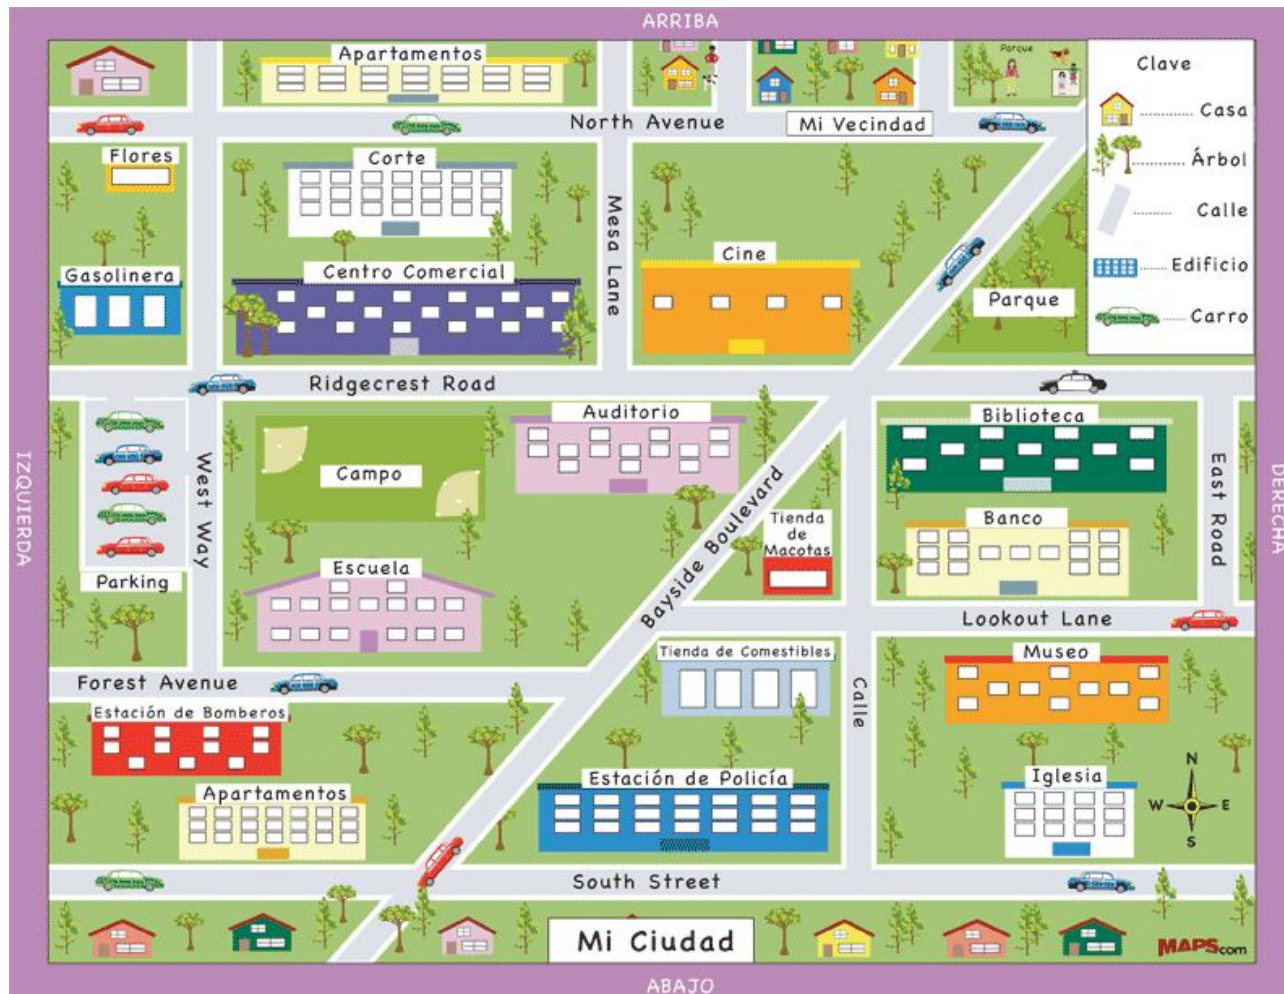 ARRIBA
Apartamentos
Parque
Clave
Casa
North Avenue
Mi Vecindad
Flores
Corte
Árbol
Mesa Lane
Calle
Gasolinera
Centro Comercial
Cine
Edificio
Parque
Carro
Ridgecrest Road
Auditorio
Biblioteca
IZQUIERDA
West Way
Campo
Bayside Boulevard
East Road
DERECHA
Tienda
de
Macotas
Banco
Escuela
Parking
Lookout Lane
Tienda de Comestibles
Museo
Forest Avenue
Calle
Estación de Bomberos
Estación de Policía
Iglesia
N
W
E
S
Apartamentos
South Street
Mi Ciudad
MAPS.com
ABAJO